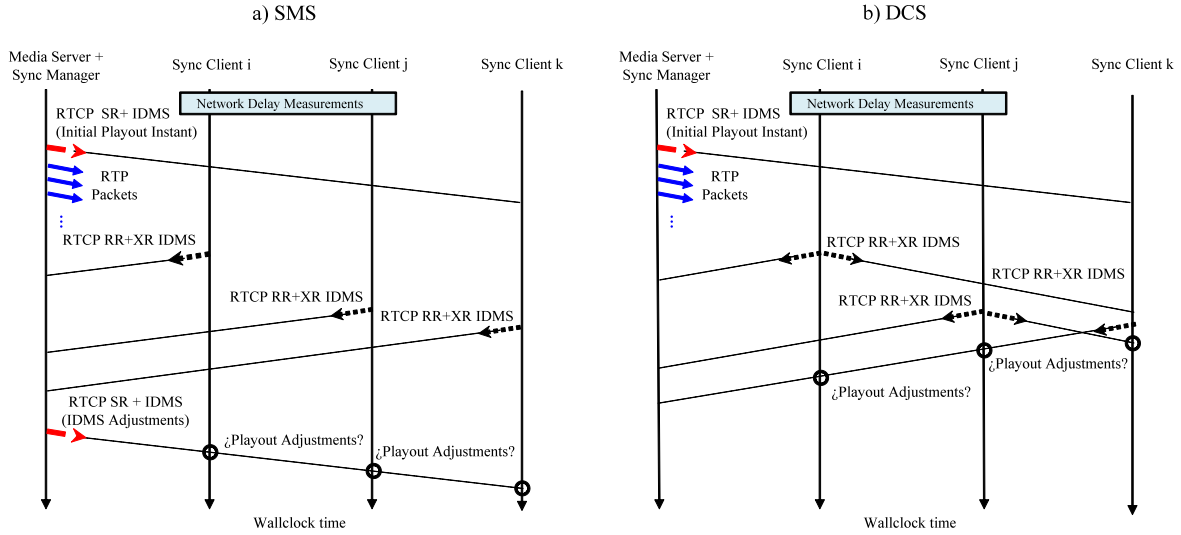 a) SMS
Media Server +
Sync Manager
Sync Client i
Sync Client j
Sync Client k
Network Delay Measurements
RTCP SR+ IDMS
(Initial Playout Instant)
RTP
Packets
...
RTCP RR+XR IDMS
RTCP RR+XR IDMS
RTCP RR+XR IDMS
RTCP SR + IDMS
(IDMS Adjustments)
¿Playout Adjustments?
¿Playout Adjustments?
Wallclock time
b) DCS
Media Server +
Sync Manager
Sync Client i
Sync Client j
Sync Client k
Network Delay Measurements
RTCP SR+ IDMS
(Initial Playout Instant)
RTP
Packets
...
RTCP RR+XR IDMS
RTCP RR+XR IDMS
RTCP RR+XR IDMS
¿Playout Adjustments?
¿Playout Adjustments?
Wallclock time